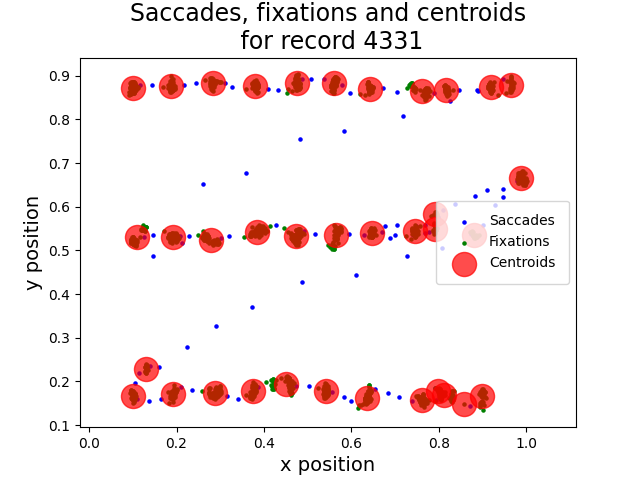 Saccades, fixations and centroids
for record 4331
y position
0.9
0.8
0.7
0.6
0.5
0.4
0.3
0.2
0.1
Saccades
Fixations
Centroids
0.0 0.2 0.4 0.6 0.8 1.0
x position